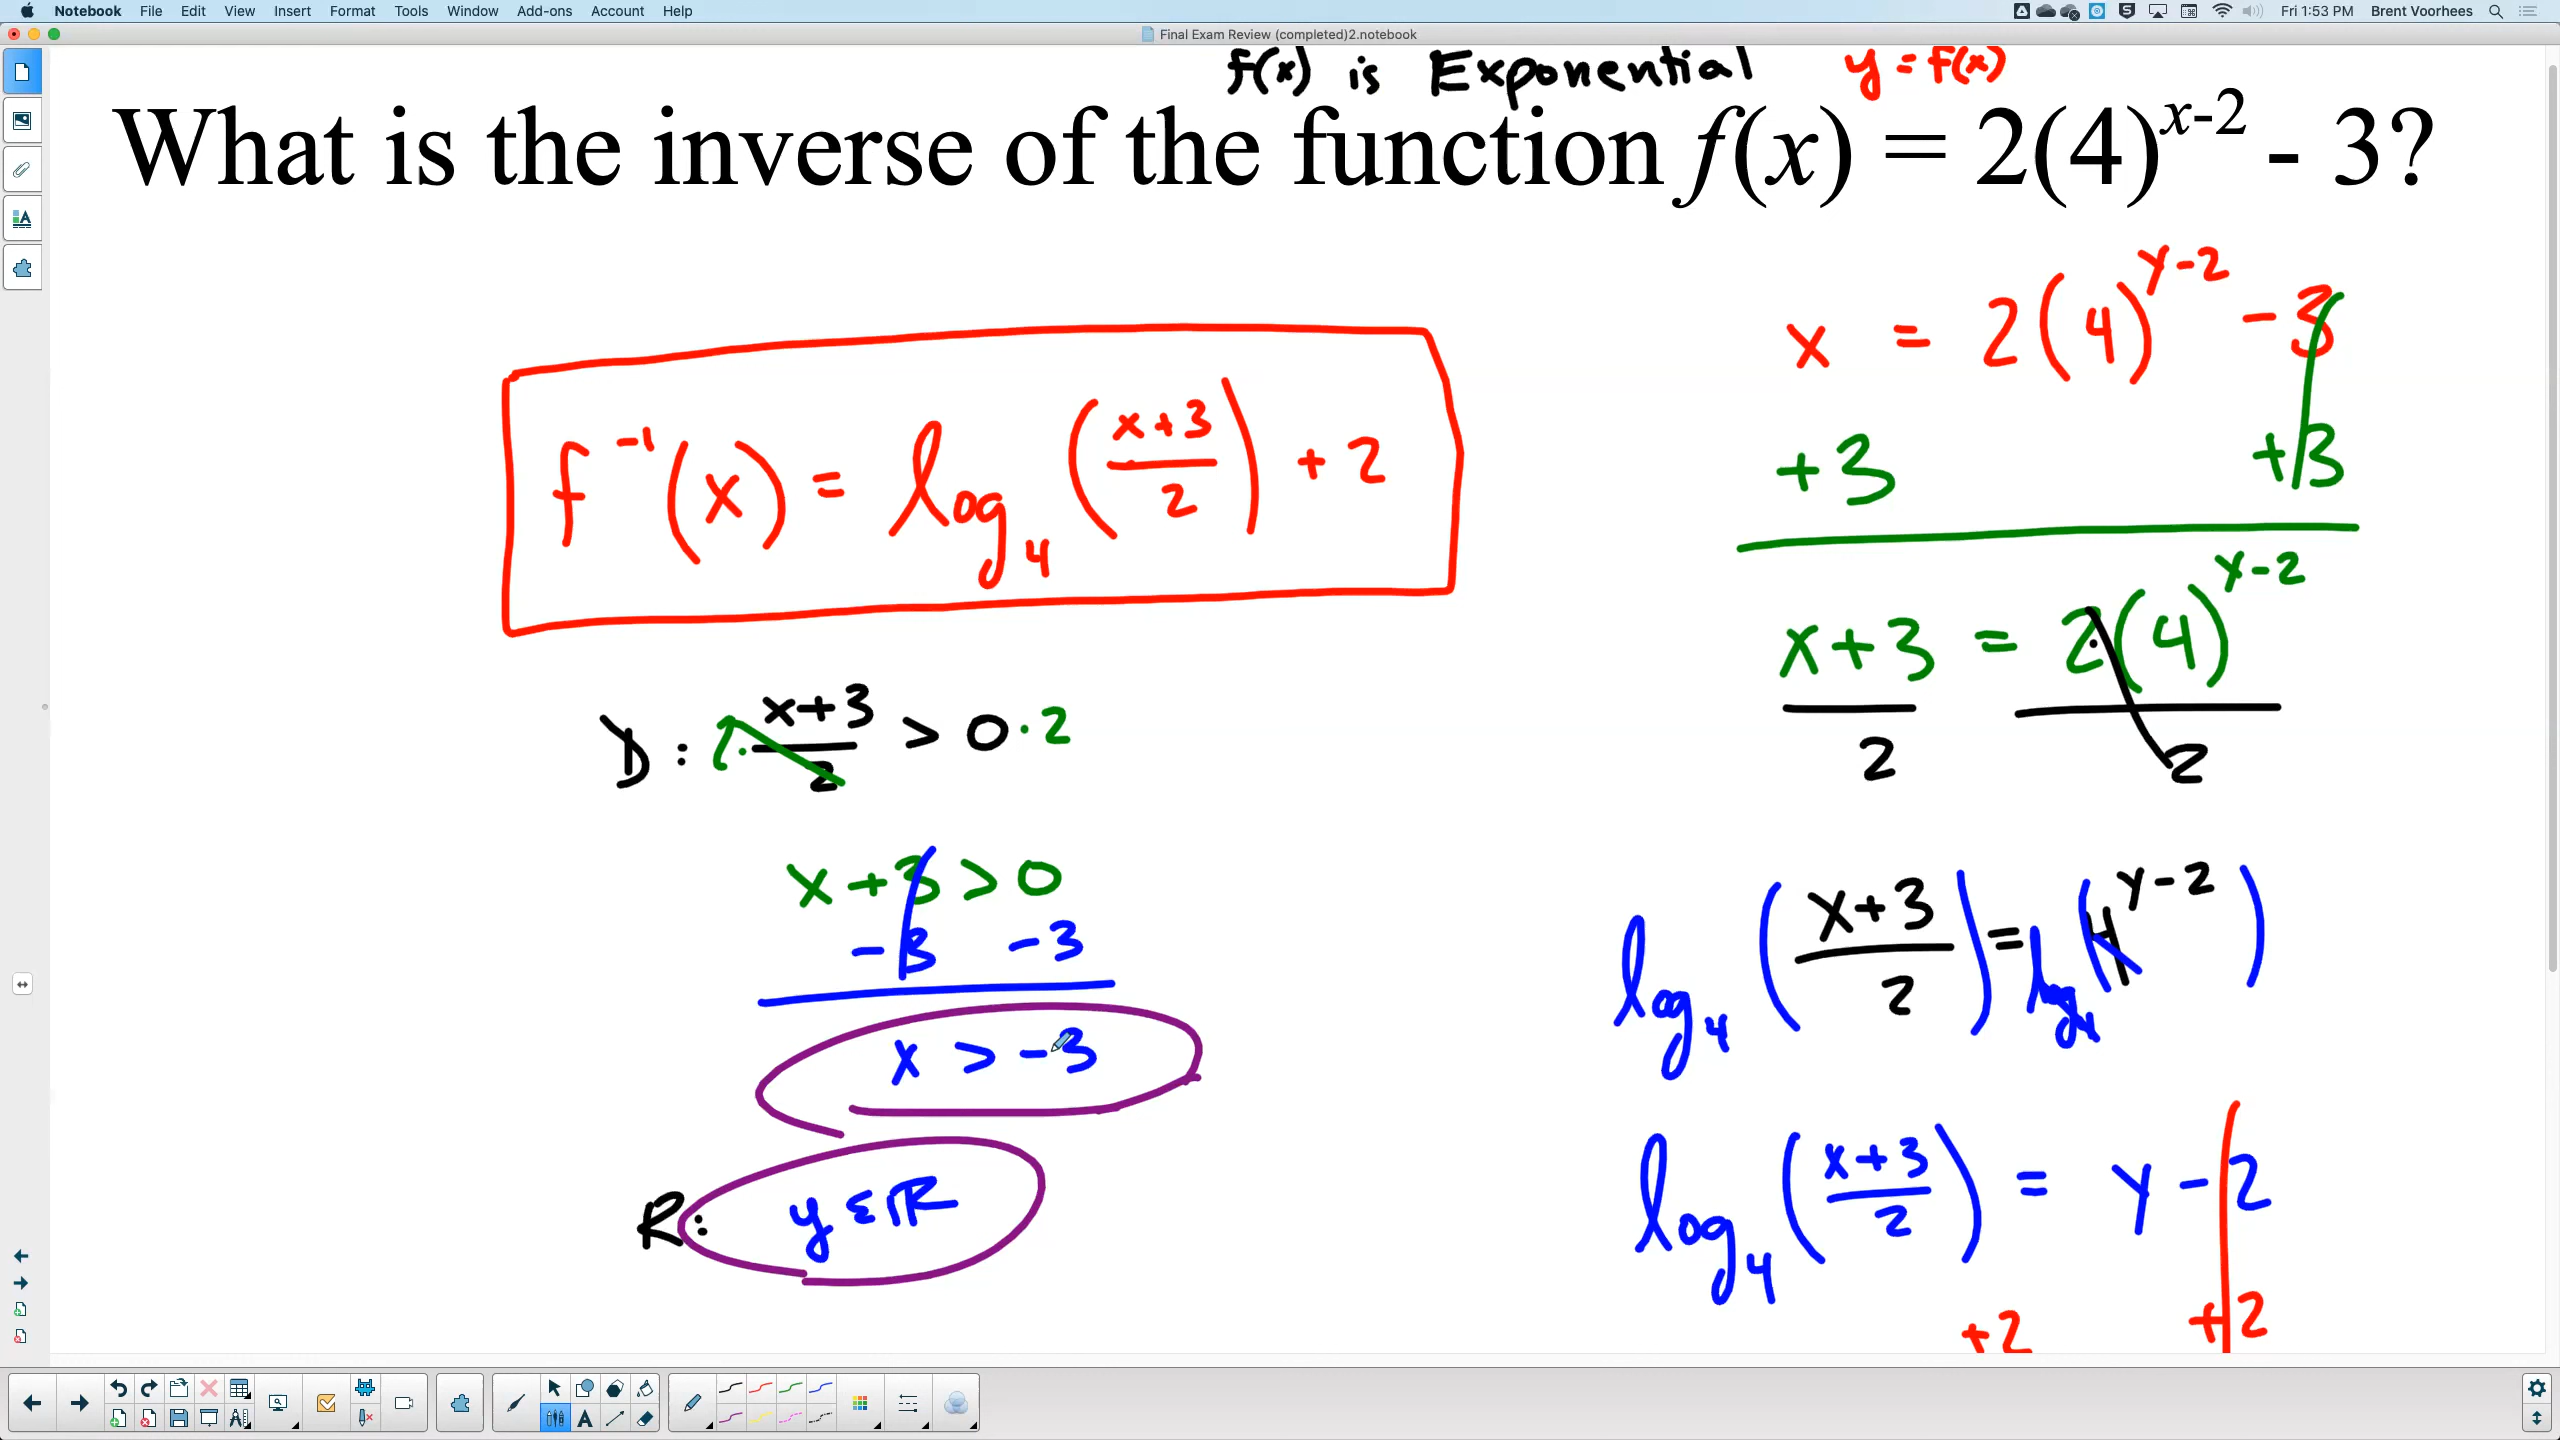 Notebook File Edit View Insert Format Tools Window Add-ons Account Help Fri 1:53 PM Brent Voorhees
Final Exam Review (completed)2.notebook
f(x) is Exponential y = f(x)
What is the inverse of the function f(x) = 2(4)^{x-2} - 3?
f^{-1}(x) = log_4 ((x+3)/2) + 2
D: 2· (x+3)/2 > 0 · 2
x + 3 > 0
-3 -3
x > -3
R: y ∈ ℝ
x = 2(4)^{y-2} - 3
+3 +3
x+3 = 2(4)^{y-2}
2 2
log_4 ((x+3)/2) = log_4 (4^{y-2})
log_4 ((x+3)/2) = y - 2
+2 +2